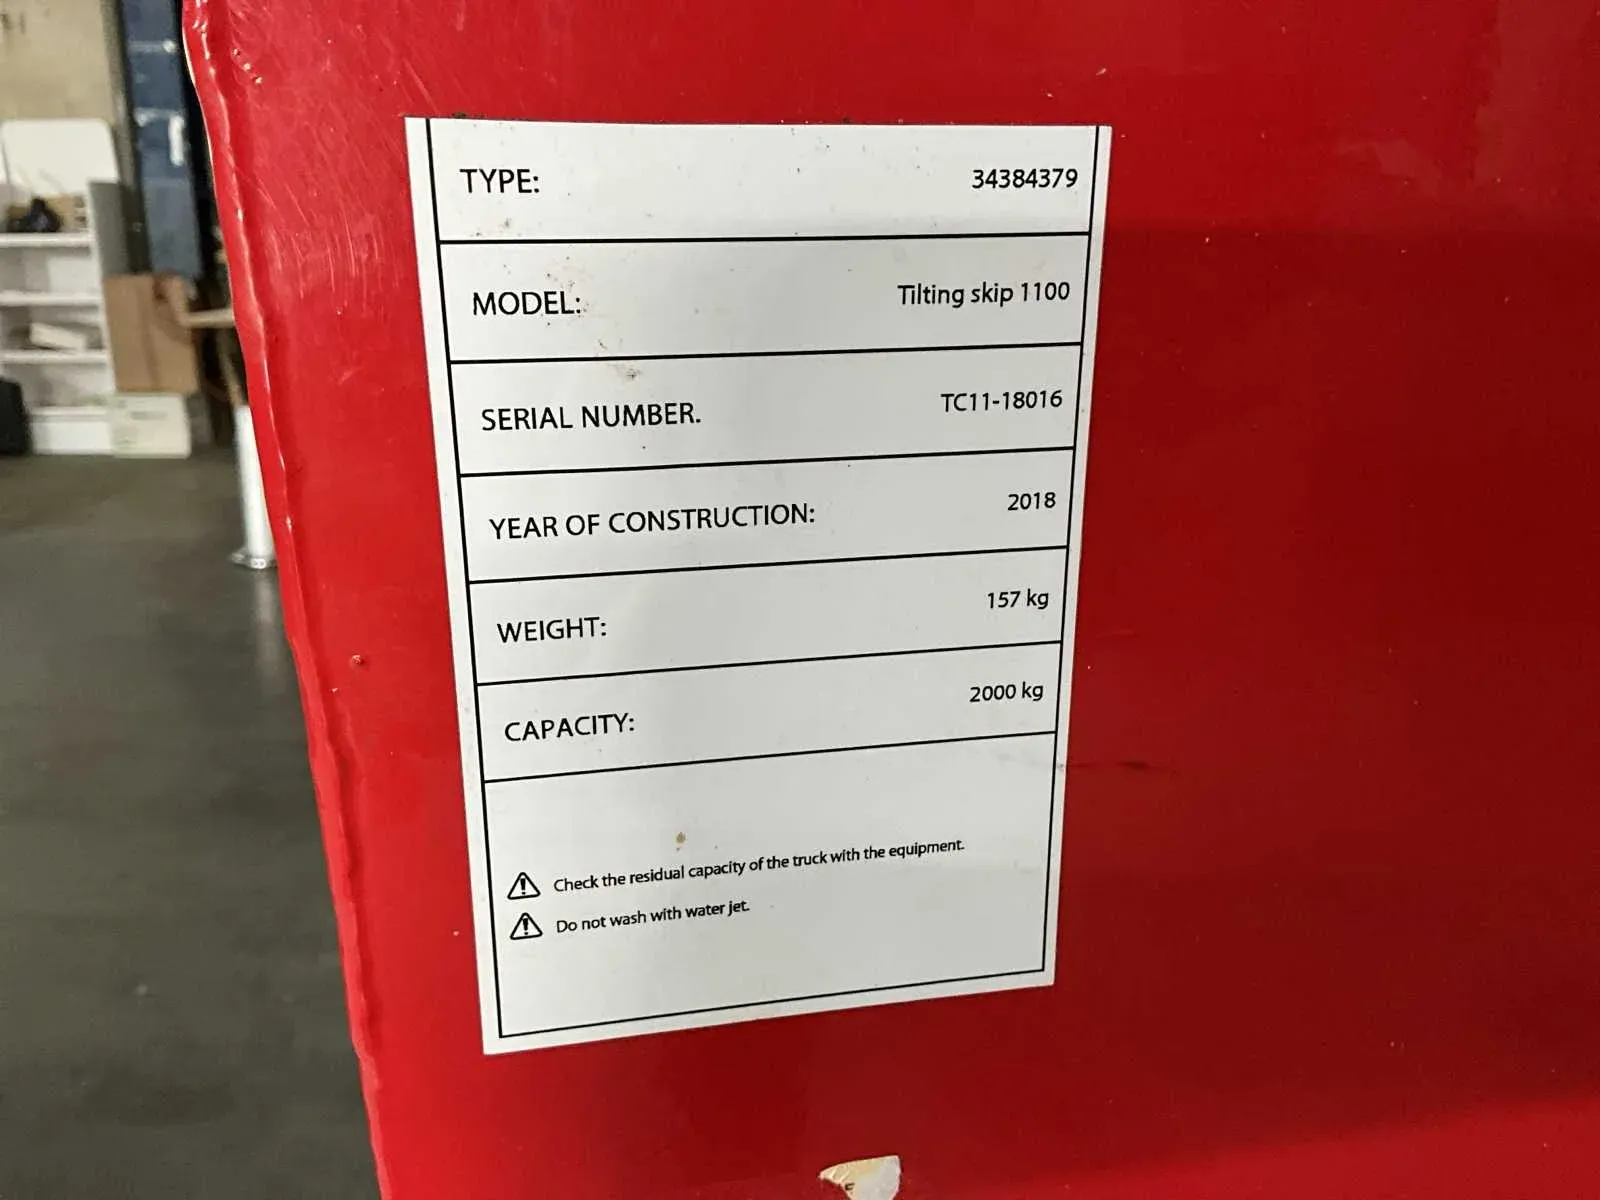 TYPE: 34384379
MODEL: Tilting skip 1100
SERIAL NUMBER. TC11-18016
YEAR OF CONSTRUCTION: 2018
WEIGHT: 157 kg
CAPACITY: 2000 kg
Check the residual capacity of the truck with the equipment.
Do not wash with water jet.